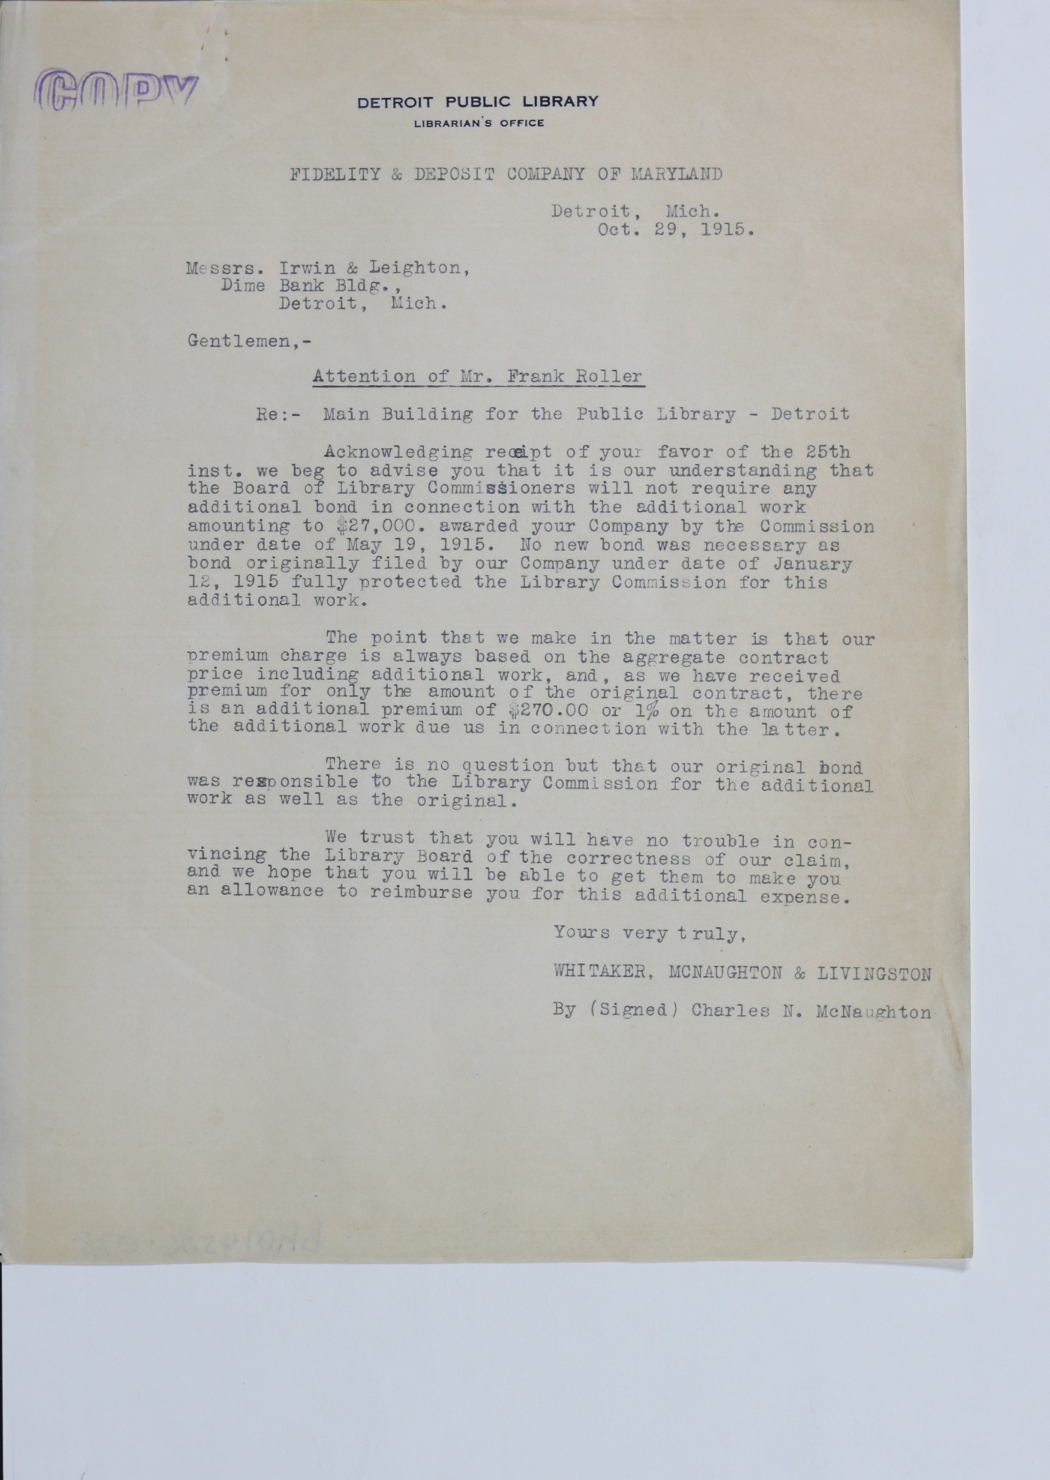 COPY
DETROIT PUBLIC LIBRARY
LIBRARIAN'S OFFICE
FIDELITY & DEPOSIT COMPANY OF MARYLAND
Detroit, Mich.
Oct. 29, 1915.
Messrs. Irwin & Leighton,
Dime Bank Bldg.,
Detroit, Mich.
Gentlemen,-
Attention of Mr. Frank Roller
Re:- Main Building for the Public Library - Detroit
Acknowledging receipt of your favor of the 25th
inst. we beg to advise you that it is our understanding that
the Board of Library Commissioners will not require any
additional bond in connection with the additional work
amounting to $27,000. awarded your Company by the Commission
under date of May 19, 1915. No new bond was necessary as
bond originally filed by our Company under date of January
12, 1915 fully protected the Library Commission for this
additional work.
The point that we make in the matter is that our
premium charge is always based on the aggregate contract
price including additional work, and, as we have received
premium for only the amount of the original contract, there
is an additional premium of $270.00 or 1% on the amount of
the additional work due us in connection with the latter.
There is no question but that our original bond
was responsible to the Library Commission for the additional
work as well as the original.
We trust that you will have no trouble in con-
vincing the Library Board of the correctness of our claim,
and we hope that you will be able to get them to make you
an allowance to reimburse you for this additional expense.
Yours very truly,
WHITAKER, MCNAUGHTON & LIVINGSTON
By (Signed) Charles N. McNaughton